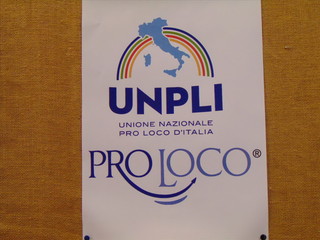 UNPLI
UNIONE NAZIONALE
PRO LOCO D'ITALIA
PRO LOCO®